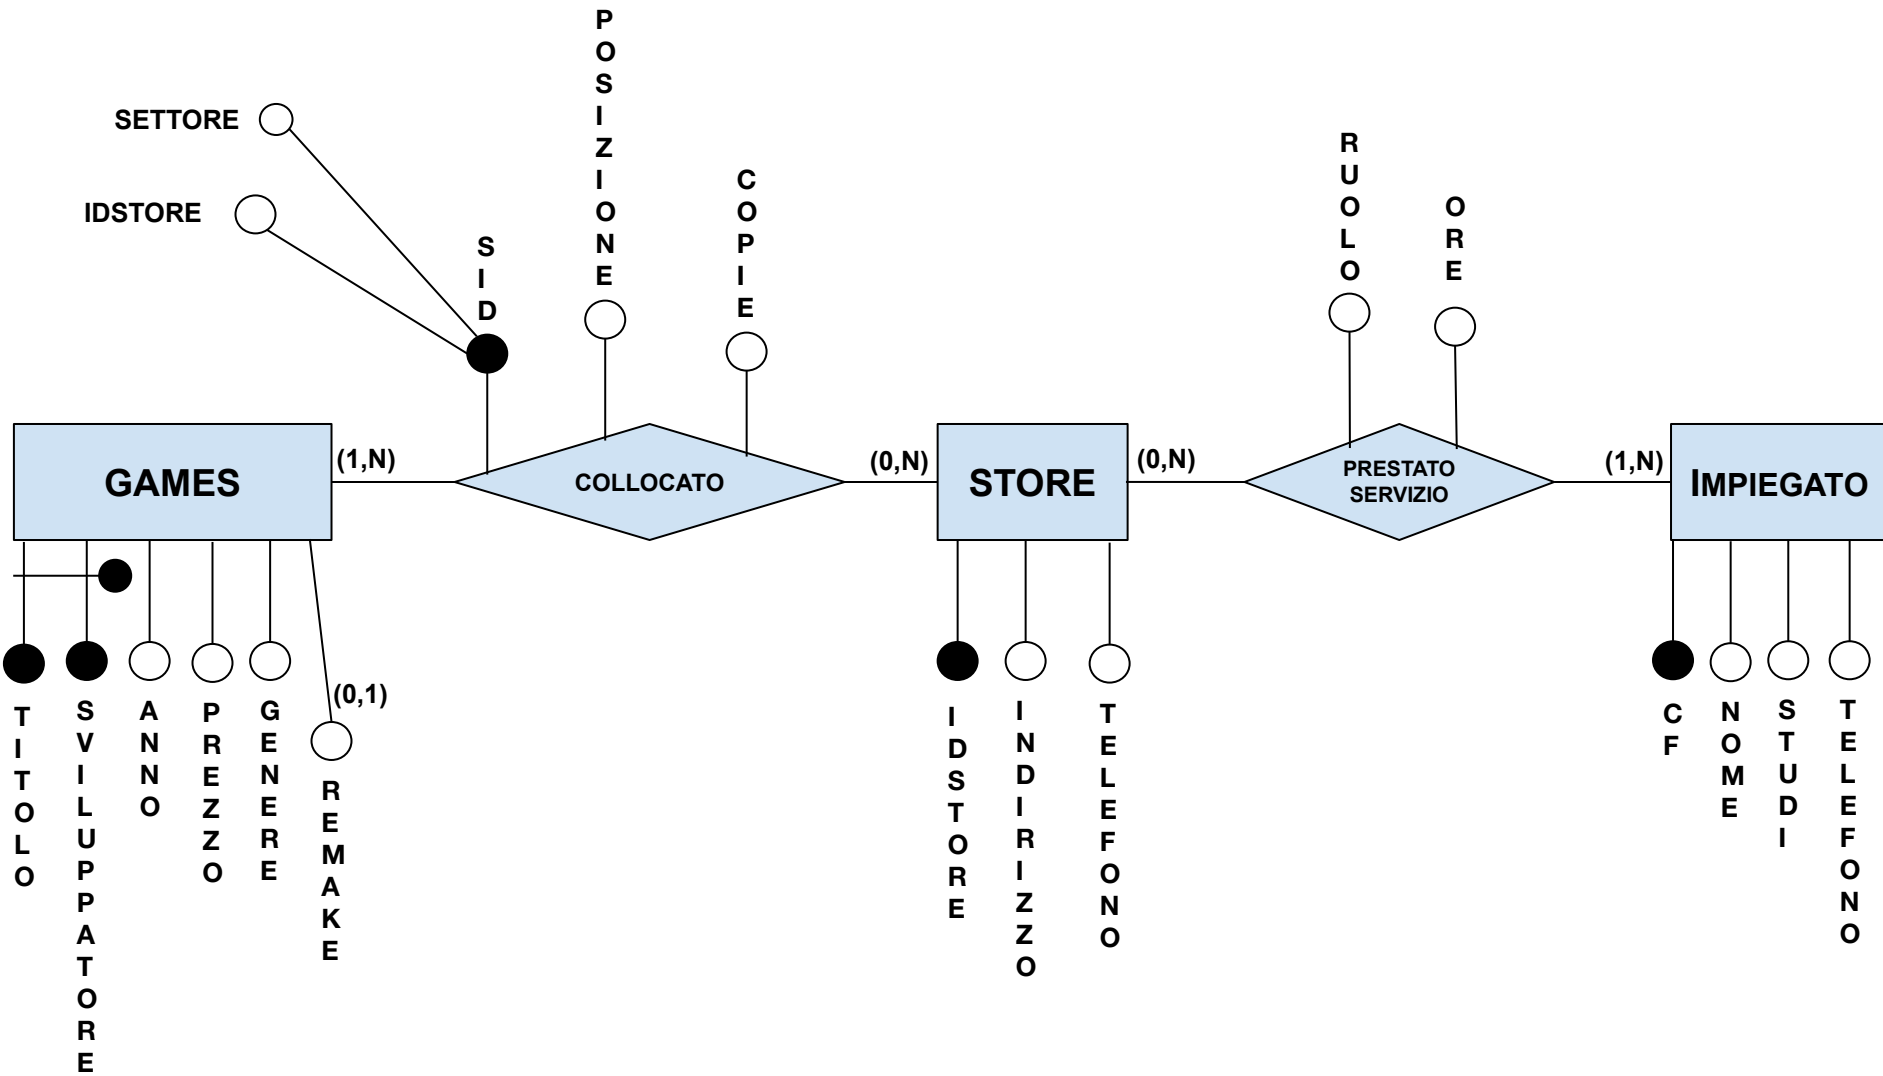 POSIZIONE
SETTORE
COPIE
RUOLO
IDSTORE
ORE
SID
GAMES
(1,N)
COLLOCATO
(0,N)
STORE
(0,N)
PRESTATO
SERVIZIO
(1,N)
IMPIEGATO
(0,1)
TITOLO
SVILUPPATORE
ANNO
PREZZO
GENERE
REMAKE
IDSTORE
INDIRIZZO
TELEFONO
CF
NOME
STUDI
TELEFONO